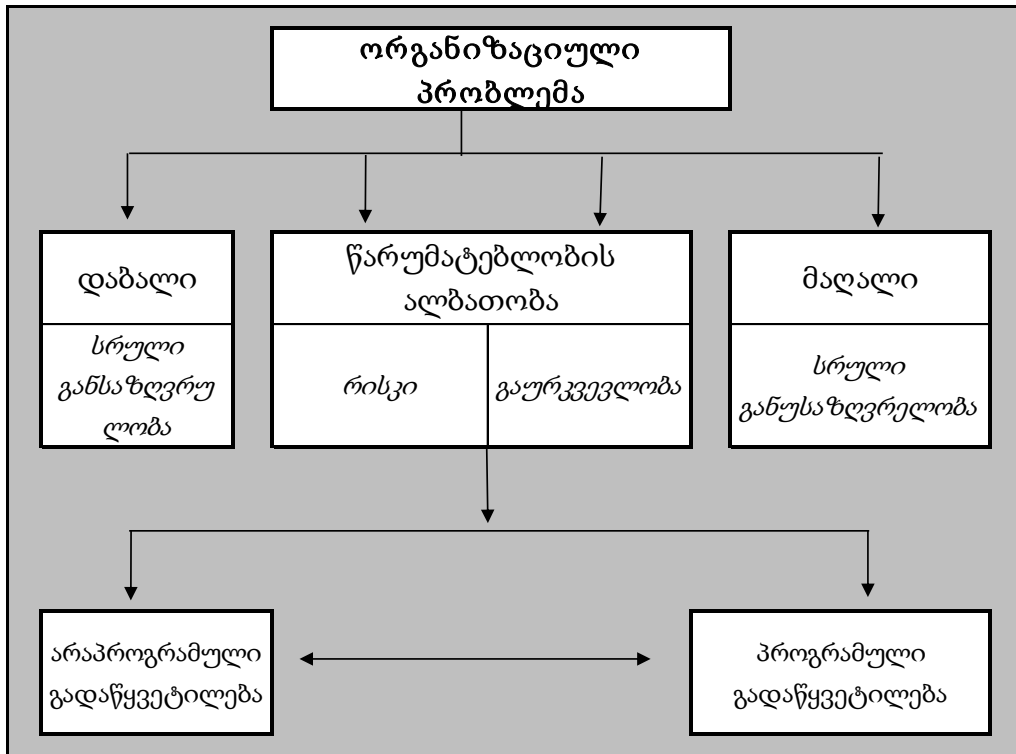 ორგანიზაციული
პრობლემა
დაბალი
წარუმატებლობის
ალბათობა
მაღალი
სრული
განსაზღვრუ
ლობა
რისკი
გაურკვევლობა
სრული
განუსაზღვრელობა
არაპროგრამული
გადაწყვეტილება
პროგრამული
გადაწყვეტილება